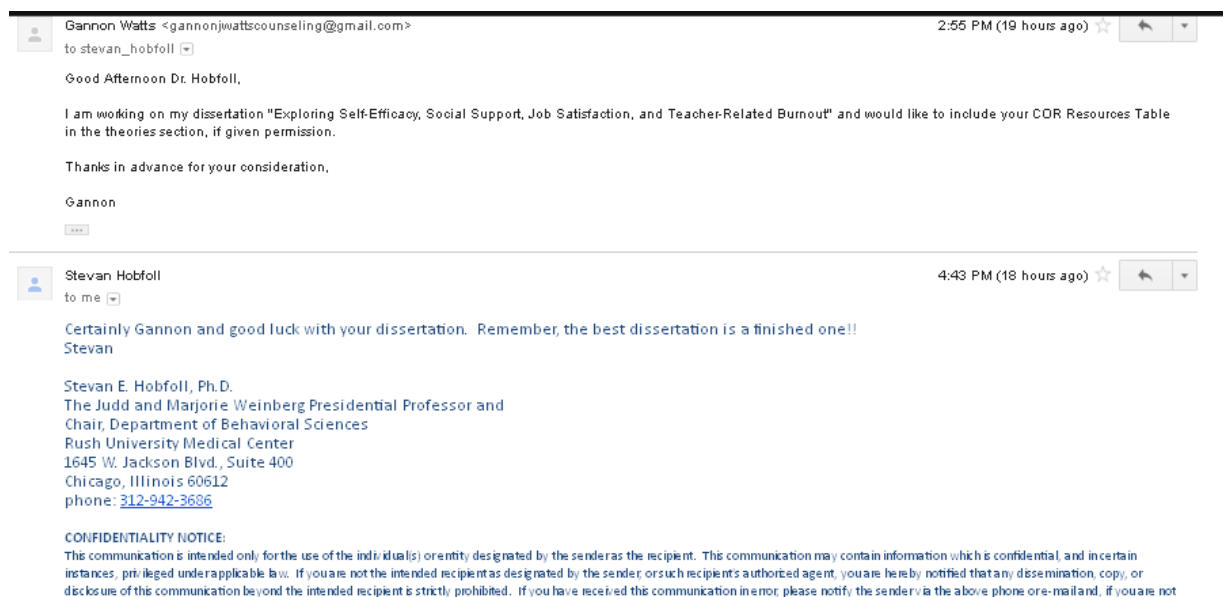 Gannon Watts <gannonjwattscounseling@gmail.com>
2:55 PM (19 hours ago)
to stevan_hobfoll
Good Afternoon Dr. Hobfoll,
I am working on my dissertation "Exploring Self-Efficacy, Social Support, Job Satisfaction, and Teacher-Related Burnout" and would like to include your COR Resources Table
in the theories section, if given permission.
Thanks in advance for your consideration,
Gannon
Stevan Hobfoll
4:43 PM (18 hours ago)
to me
Certainly Gannon and good luck with your dissertation. Remember, the best dissertation is a finished one!!
Stevan
Stevan E. Hobfoll, Ph.D.
The Judd and Marjorie Weinberg Presidential Professor and
Chair, Department of Behavioral Sciences
Rush University Medical Center
1645 W. Jackson Blvd., Suite 400
Chicago, Illinois 60612
phone: 312-942-3686
CONFIDENTIALITY NOTICE:
This communication is intended only for the use of the individual(s) or entity designated by the sender as the recipient. This communication may contain information which is confidential, and in certain
instances, privileged under applicable law. If you are not the intended recipient as designated by the sender, or such recipient's authorized agent, you are hereby notified that any dissemination, copy, or
disclosure of this communication beyond the intended recipient is strictly prohibited. If you have received this communication in error, please notify the sender via the above phone or e-mail and, if you are not